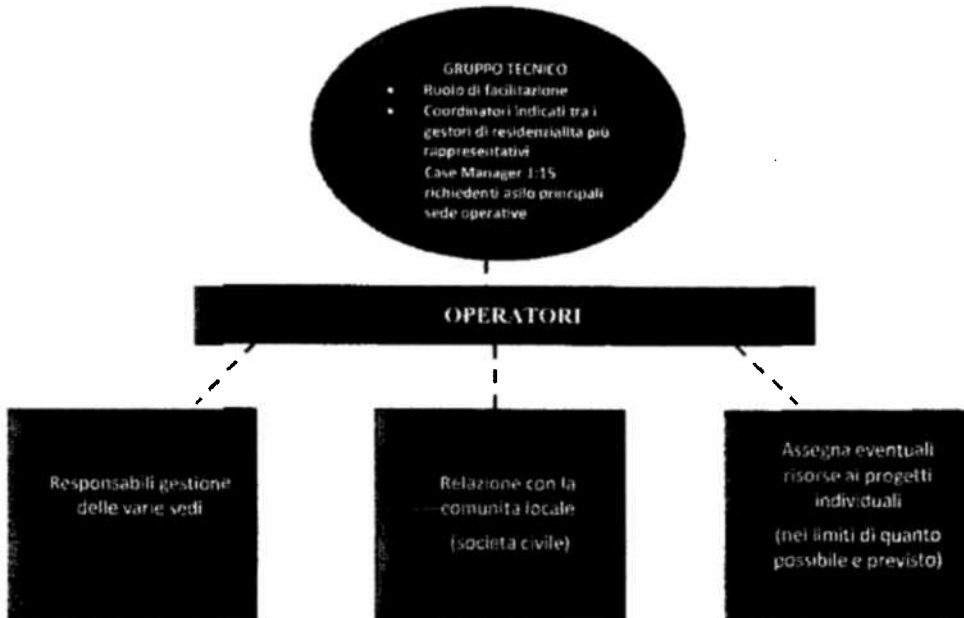 GRUPPO TECNICO
• Ruolo di facilitazione
• Coordinatori indicati tra i
gestori di residenzialità più
rappresentativi
Case Manager 1:15
richiedenti asilo principali
sede operative
OPERATORI
Responsabili gestione
delle varie sedi
Relazione con la
comunita locale
(societa civile)
Assegna eventuali
risorse ai progetti
individuali
(nei limiti di quanto
possibile e previsto)